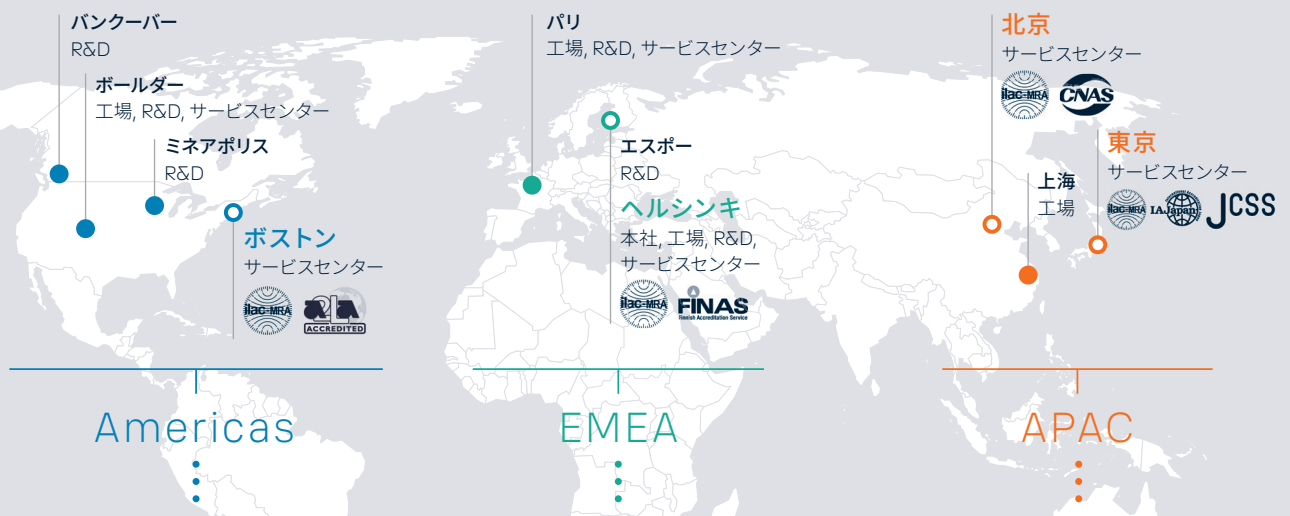 バンクーバー
R&D
ボールダー
工場, R&D, サービスセンター
ミネアポリス
R&D
ボストン
サービスセンター
ilac-MRA
a2la
ACCREDITED
パリ
工場, R&D, サービスセンター
エスポー
R&D
ヘルシンキ
本社, 工場, R&D,
サービスセンター
ilac-MRA
FINAS
Finnish Accreditation Service
北京
サービスセンター
ilac-MRA
CNAS
東京
サービスセンター
ilac-MRA
IAJapan
JCSS
上海
工場
Americas
EMEA
APAC